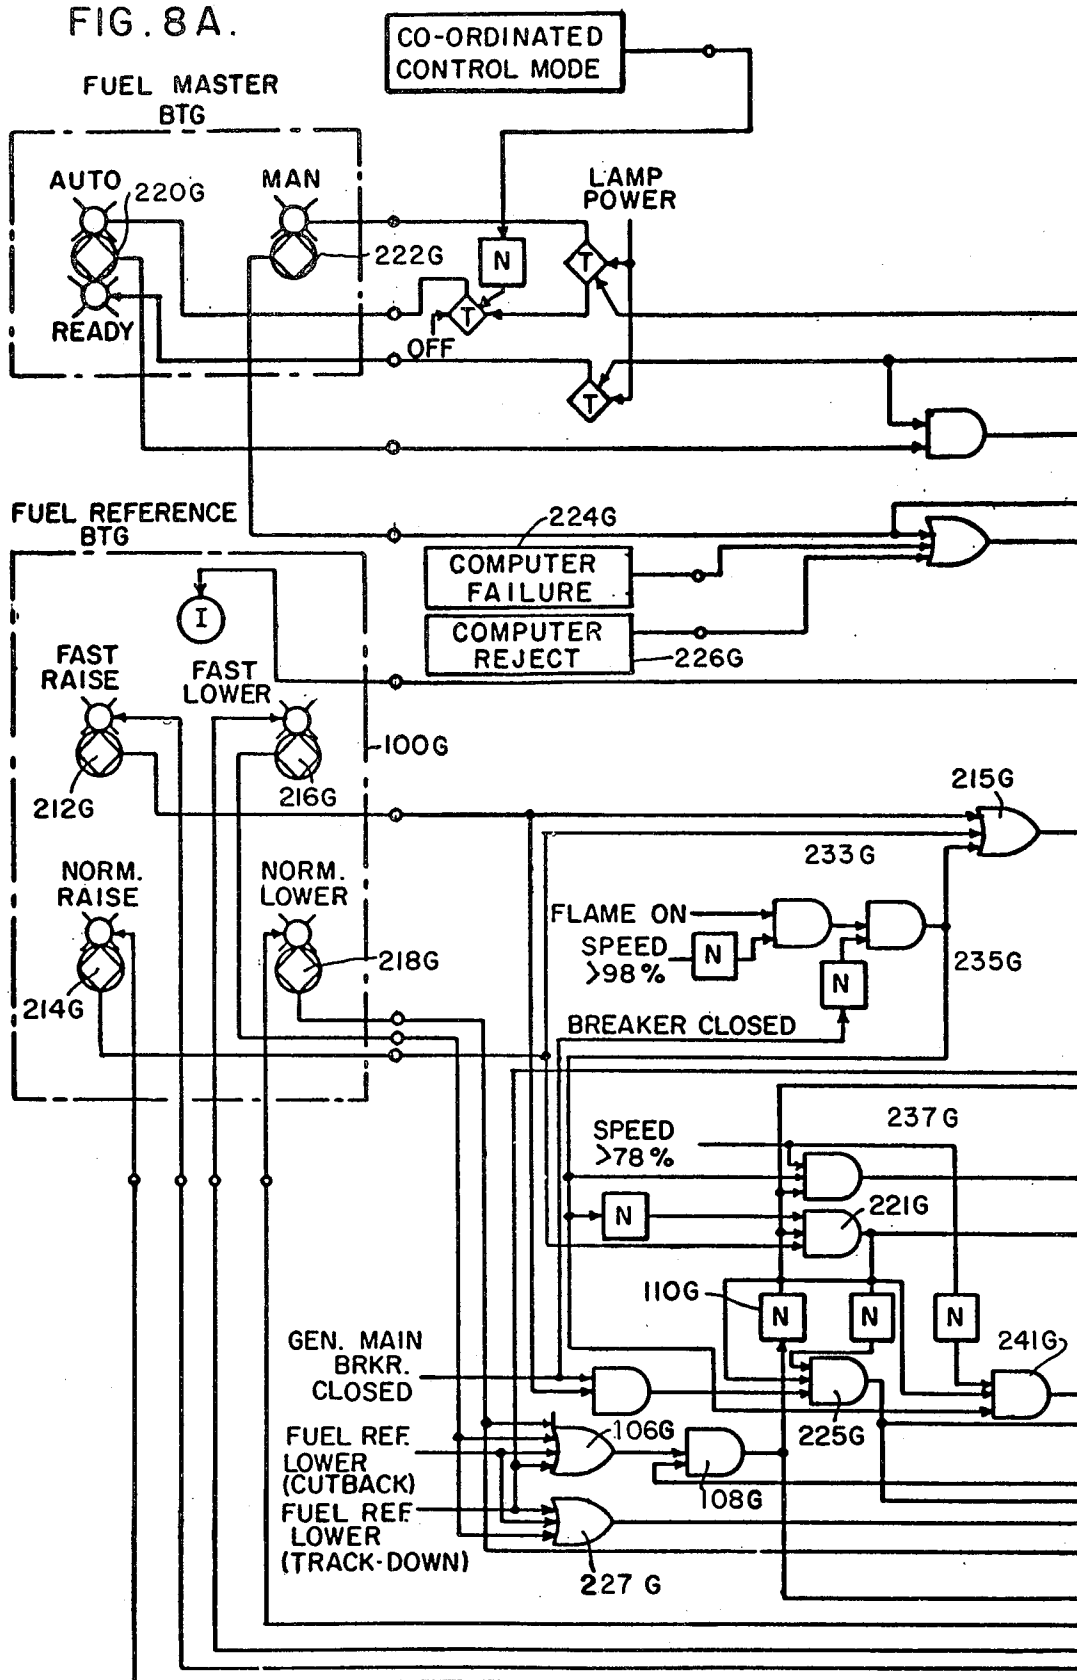 FIG. 8A.
CO-ORDINATED
CONTROL MODE
FUEL MASTER
BTG
AUTO
220G
MAN
222G
READY
N
LAMP
POWER
T
T
OFF
T
FUEL REFERENCE
BTG
224G
COMPUTER
FAILURE
COMPUTER
REJECT
226G
I
FAST
RAISE
FAST
LOWER
100G
212G
216G
215G
233G
NORM.
RAISE
NORM.
LOWER
214G
218G
FLAME ON
SPEED
>98%
N
N
235G
BREAKER CLOSED
237G
SPEED
>78%
N
221G
110G
N
N
N
241G
GEN. MAIN
BRKR.
CLOSED
225G
FUEL REF.
LOWER
(CUTBACK)
106G
108G
FUEL REF.
LOWER
(TRACK-DOWN)
227G